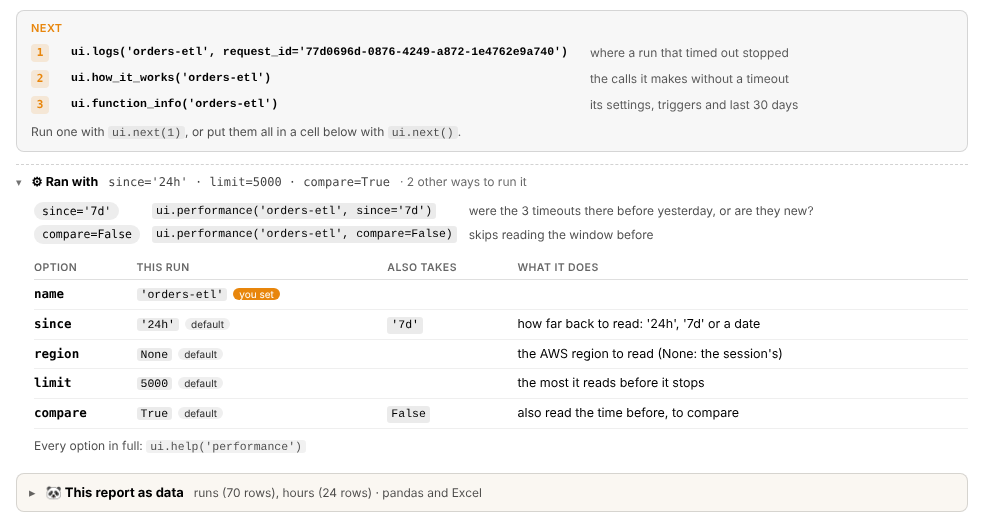 NEXT
1 ui.logs('orders-etl', request_id='77d0696d-0876-4249-a872-1e4762e9a740') where a run that timed out stopped
2 ui.how_it_works('orders-etl') the calls it makes without a timeout
3 ui.function_info('orders-etl') its settings, triggers and last 30 days
Run one with ui.next(1), or put them all in a cell below with ui.next().
▾ ⚙ Ran with since='24h' · limit=5000 · compare=True · 2 other ways to run it
since='7d' ui.performance('orders-etl', since='7d') were the 3 timeouts there before yesterday, or are they new?
compare=False ui.performance('orders-etl', compare=False) skips reading the window before
OPTION THIS RUN ALSO TAKES WHAT IT DOES
name 'orders-etl' you set
since '24h' default '7d' how far back to read: '24h', '7d' or a date
region None default the AWS region to read (None: the session's)
limit 5000 default the most it reads before it stops
compare True default False also read the time before, to compare
Every option in full: ui.help('performance')
▸ 🐼 This report as data runs (70 rows), hours (24 rows) · pandas and Excel